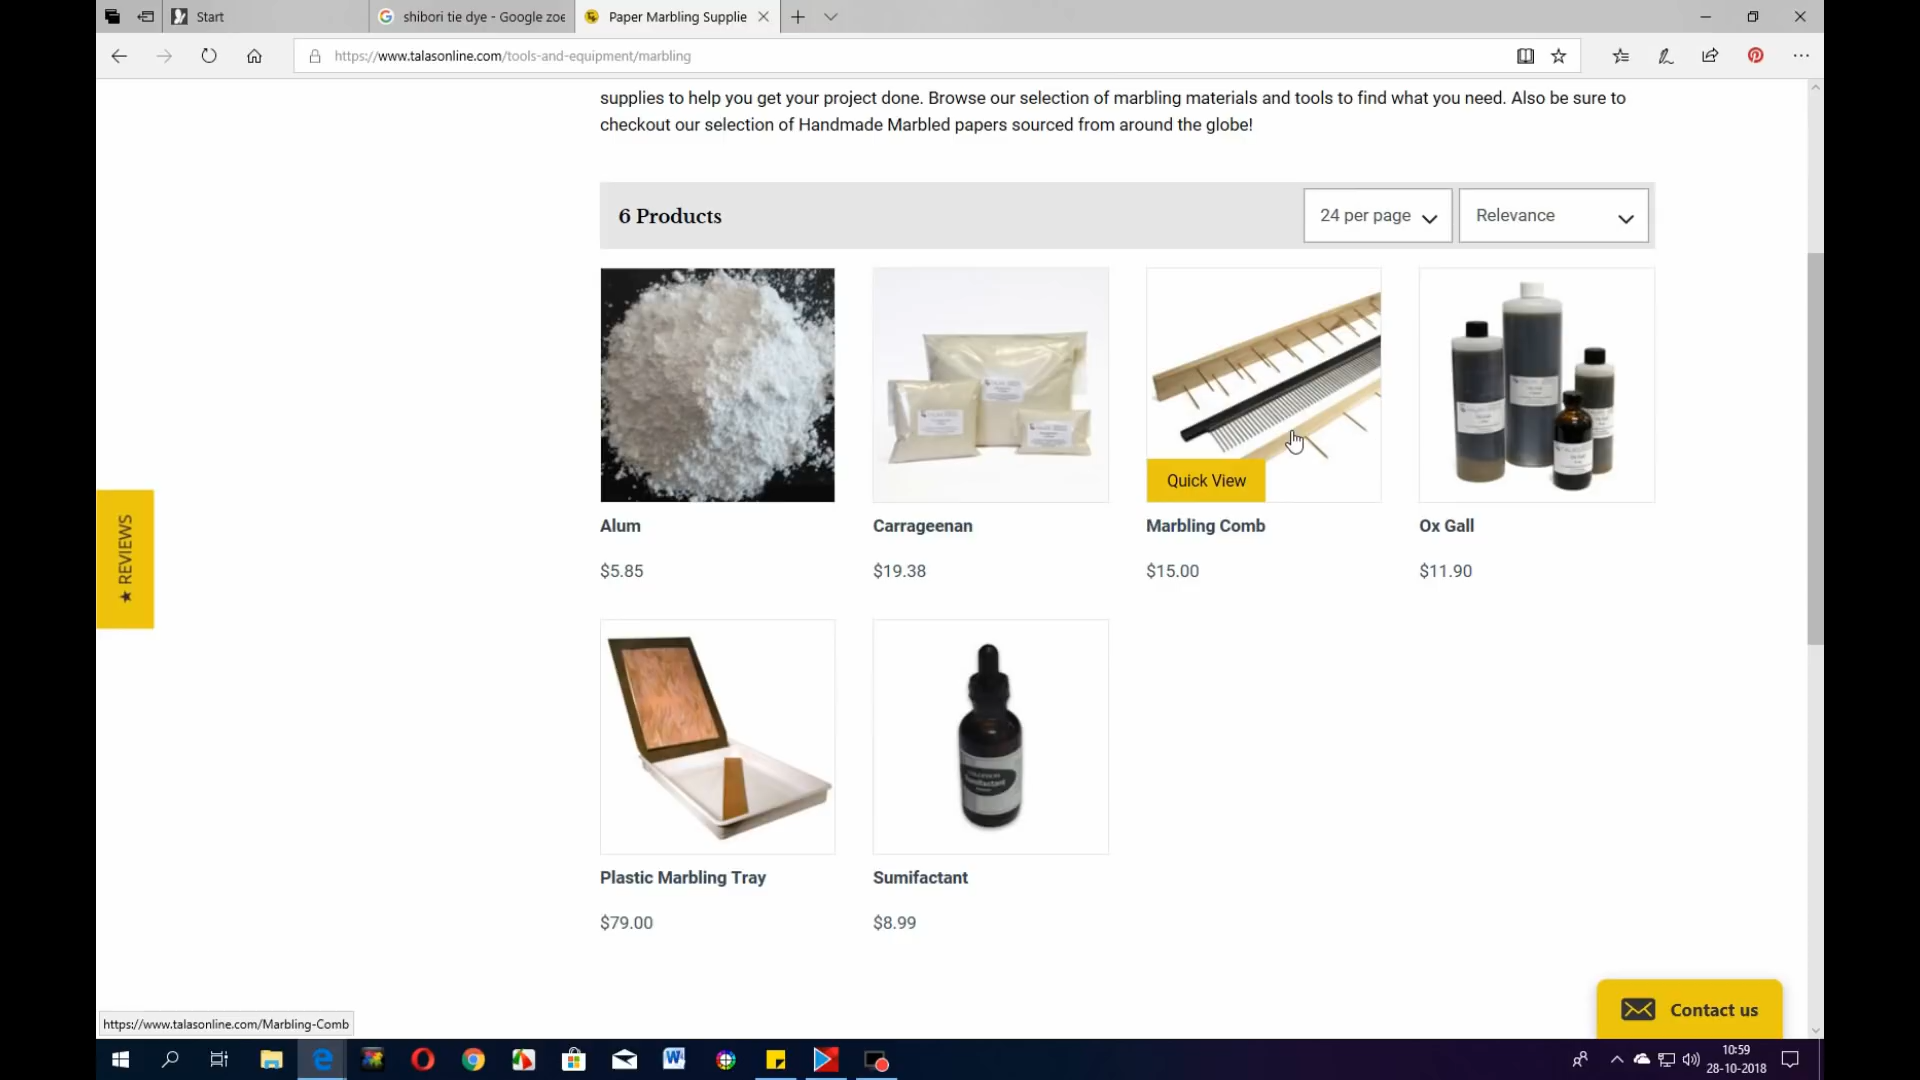 Start
shibori tie dye - Google zoe
Paper Marbling Supplie
https://www.talasonline.com/tools-and-equipment/marbling
supplies to help you get your project done. Browse our selection of marbling materials and tools to find what you need. Also be sure to
checkout our selection of Handmade Marbled papers sourced from around the globe!
6 Products
24 per page
Relevance
Quick View
Alum
Carrageenan
Marbling Comb
Ox Gall
$5.85
$19.38
$15.00
$11.90
★ REVIEWS
Plastic Marbling Tray
Sumifactant
$79.00
$8.99
Contact us
https://www.talasonline.com/Marbling-Comb
10:59
28-10-2018